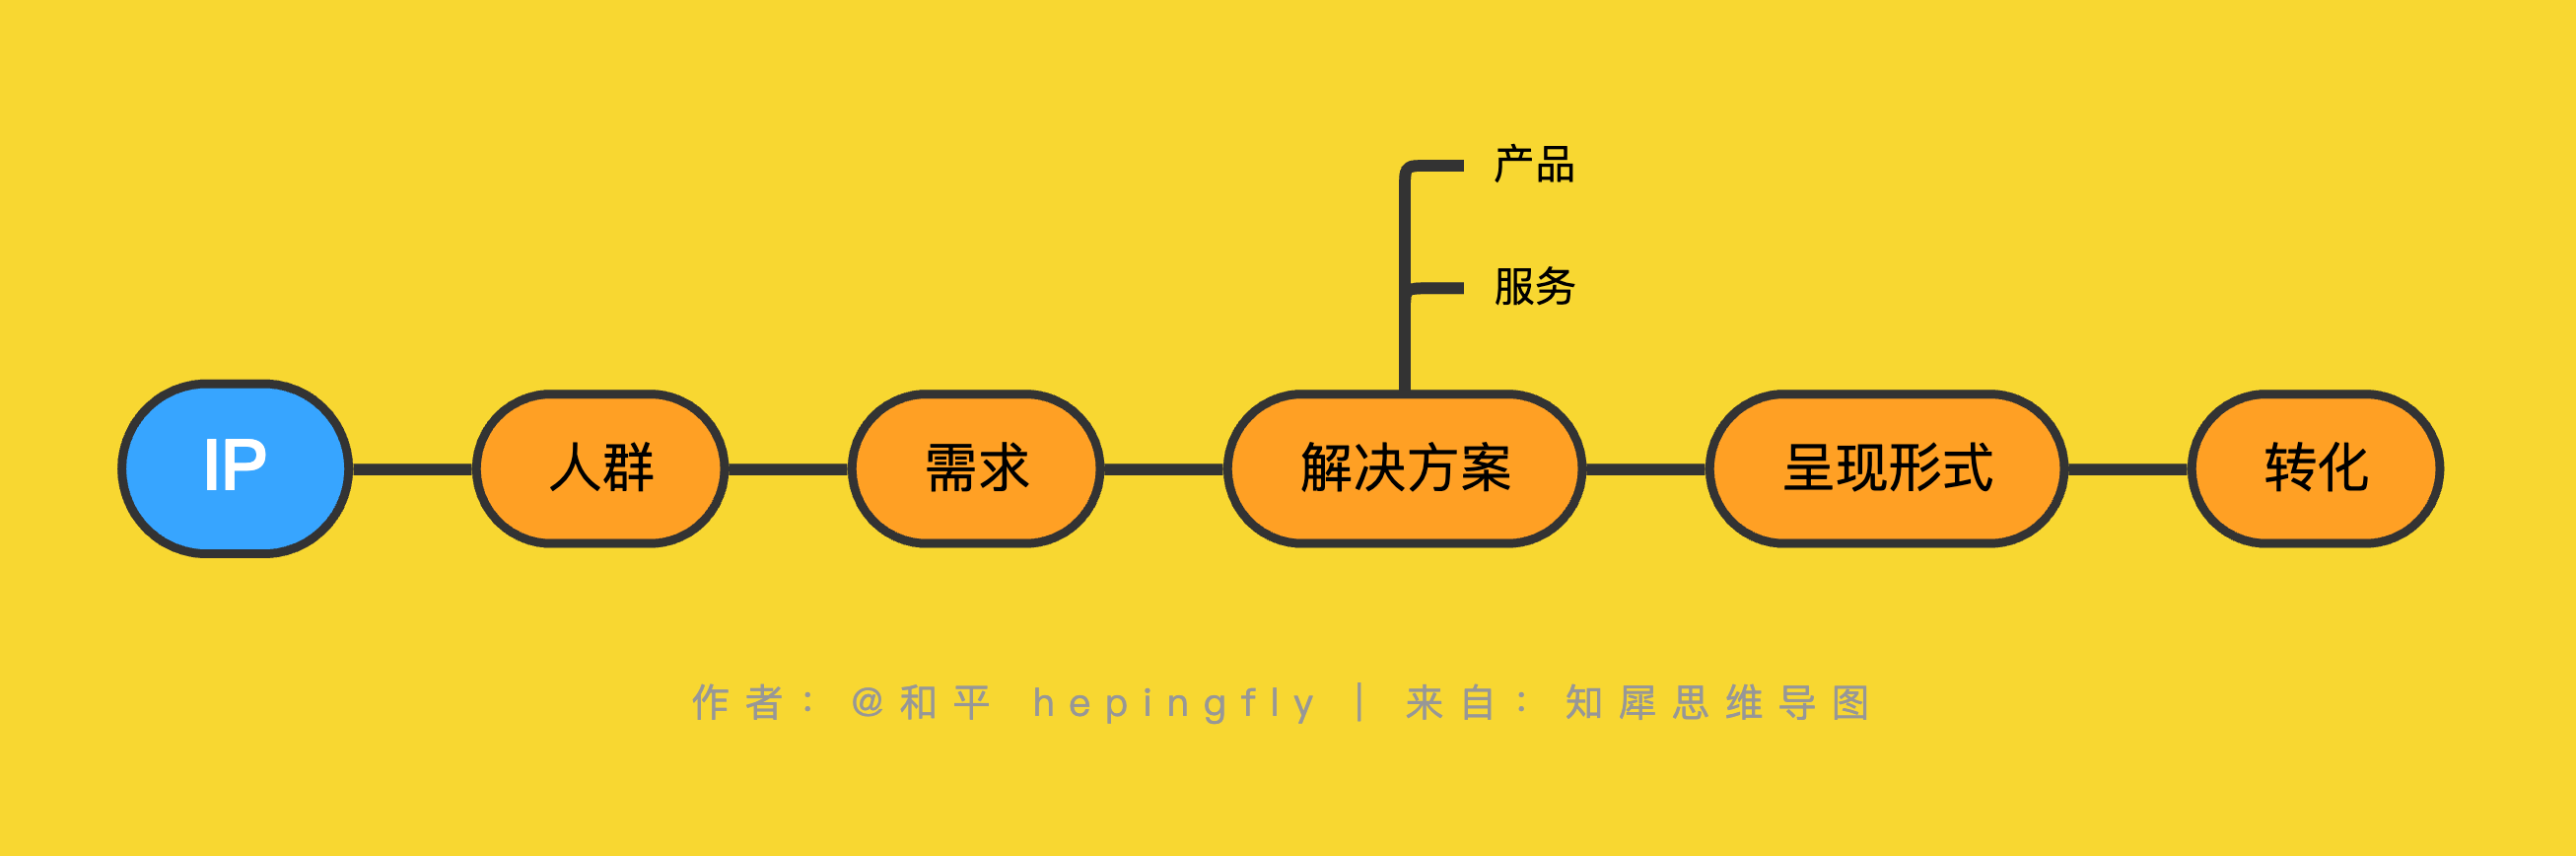 产品
服务
IP
人群
需求
解决方案
呈现形式
转化
作者：@和平 hepingfly | 来自：知犀思维导图